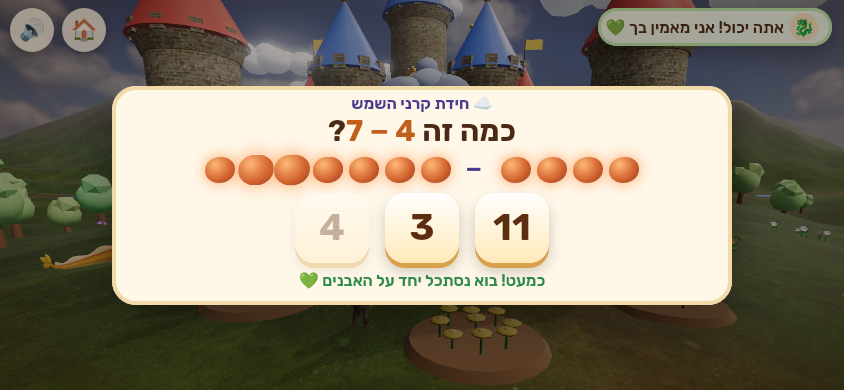 אתה יכול! אני מאמין בך
חידת קרני השמש
כמה זה 7 – 4?
–
11 3 4
כמעט! בוא נסתכל יחד על האבנים